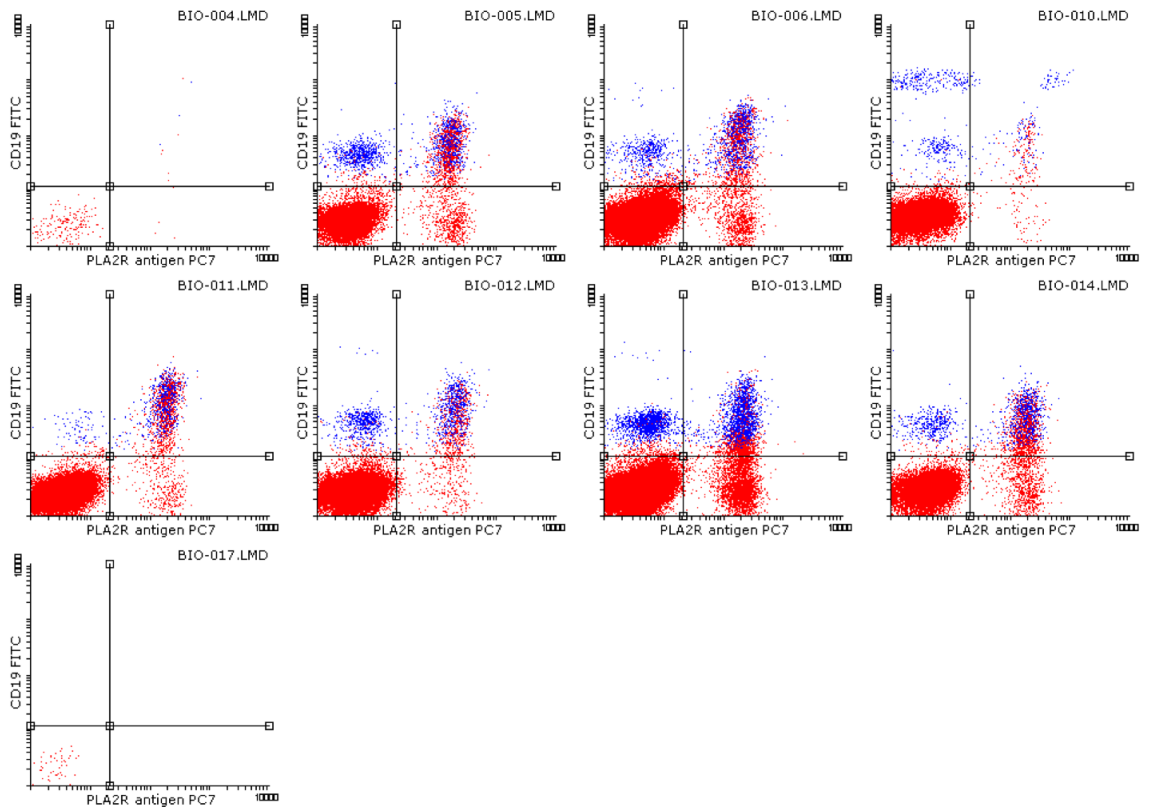 BIO-004.LMD
CD19 FITC
PLA2R antigen PC7
BIO-005.LMD
CD19 FITC
PLA2R antigen PC7
BIO-006.LMD
CD19 FITC
PLA2R antigen PC7
BIO-010.LMD
CD19 FITC
PLA2R antigen PC7
BIO-011.LMD
CD19 FITC
PLA2R antigen PC7
BIO-012.LMD
CD19 FITC
PLA2R antigen PC7
BIO-013.LMD
CD19 FITC
PLA2R antigen PC7
BIO-014.LMD
CD19 FITC
PLA2R antigen PC7
BIO-017.LMD
CD19 FITC
PLA2R antigen PC7